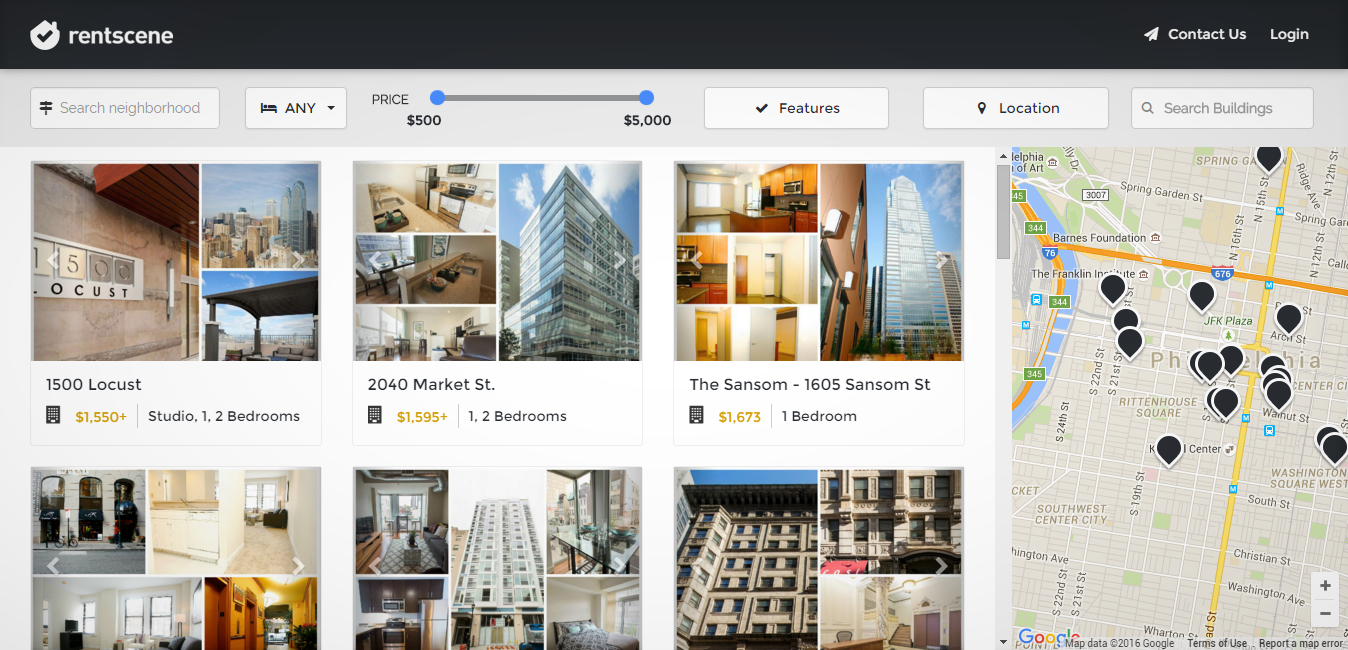 rentscene
Contact Us
Login
Search neighborhood
ANY
PRICE
$500
$5,000
Features
Location
Search Buildings
1500
LOCUST
1500 Locust
$1,550+
Studio, 1, 2 Bedrooms
2040 Market St.
$1,595+
1, 2 Bedrooms
The Sansom - 1605 Sansom St
$1,673
1 Bedroom
delphia
of Art
3007
Spring Garden St
N 15th St
Ridge Ave
N 12th St
Spring Gard
344
Barnes Foundation
76
N 16th St
The Franklin Institute
676
344
JFK Plaza
Arch St
Philadelphia
345
S 22nd St
S 21st St
CENTER CITY
RITTENHOUSE
SQUARE
Walnut St
S 24th St
Center
WASHINGTON
SQUARE WEST
CKET
S 19th St
South St
SOUTHWEST
CENTER CITY
hington Ave
Christian St
S 22nd St
S 21st St
Washington Ave
Wharton St
Google
Map data ©2016 Google
Terms of Use
Report a map error